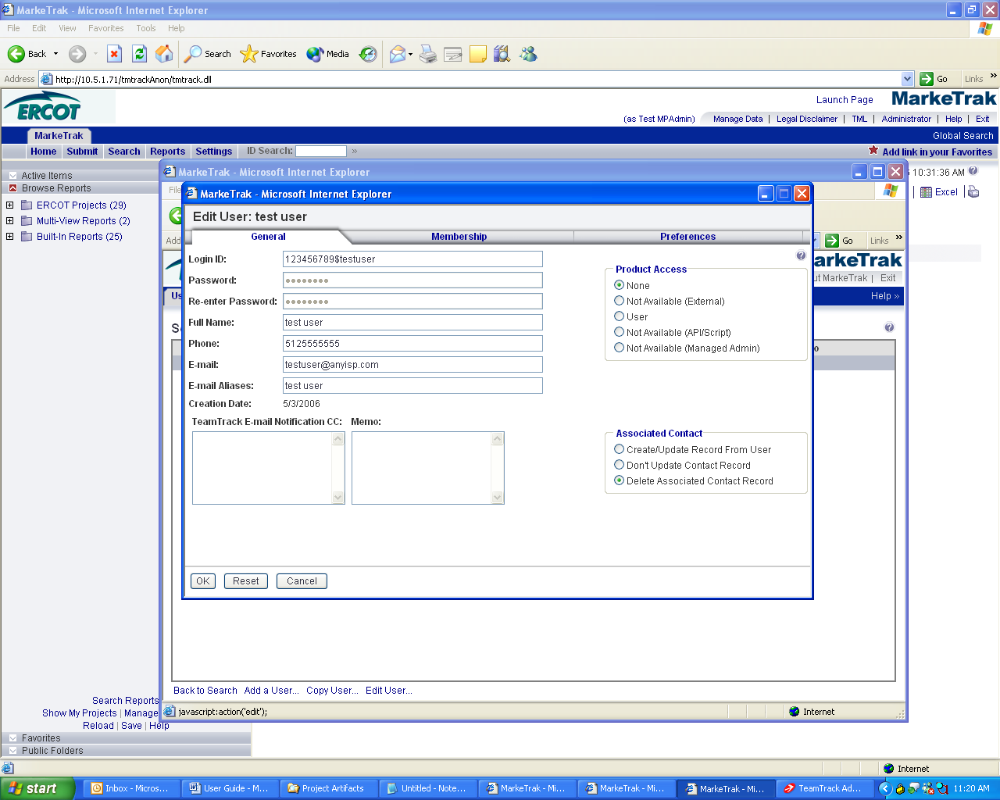 MarkeTrak - Microsoft Internet Explorer
File Edit View Favorites Tools Help
Back Search Favorites Media
Address http://10.5.1.71/tmtrackAnon/tmtrack.dll Go Links »
ERCOT Launch Page MarkeTrak
(as Test MPAdmin) Manage Data | Legal Disclaimer | TML | Administrator | Help | Exit
MarkeTrak Global Search
Home Submit Search Reports Settings ID Search: » Add link in your Favorites
Active Items
Browse Reports
ERCOT Projects (29)
Multi-View Reports (2)
Built-In Reports (25)
10:31:36 AM
Excel
MarkeTrak - Microsoft Internet Explorer
File
Add Go Links »
arkeTrak
ut MarkeTrak | Exit
Us Help »
MarkeTrak - Microsoft Internet Explorer
Edit User: test user
General Membership Preferences
Login ID: 123456789$testuser
Password: ●●●●●●●●
Re-enter Password: ●●●●●●●●
Full Name: test user
Phone: 5125555555
E-mail: testuser@anyisp.com
E-mail Aliases: test user
Creation Date: 5/3/2006
TeamTrack E-mail Notification CC: Memo:
Product Access
None
Not Available (External)
User
Not Available (API/Script)
Not Available (Managed Admin)
Associated Contact
Create/Update Record From User
Don't Update Contact Record
Delete Associated Contact Record
OK Reset Cancel
Back to Search Add a User... Copy User... Edit User...
javascript:action('edit'); Internet
Search Reports
Show My Projects | Manage
Reload | Save | Help
Favorites
Public Folders
Internet
start Inbox - Micros... User Guide - M... Project Artifacts Untitled - Note... MarkeTrak - Mi... MarkeTrak - Mi... MarkeTrak - Mi... TeamTrack Ad... 11:20 AM